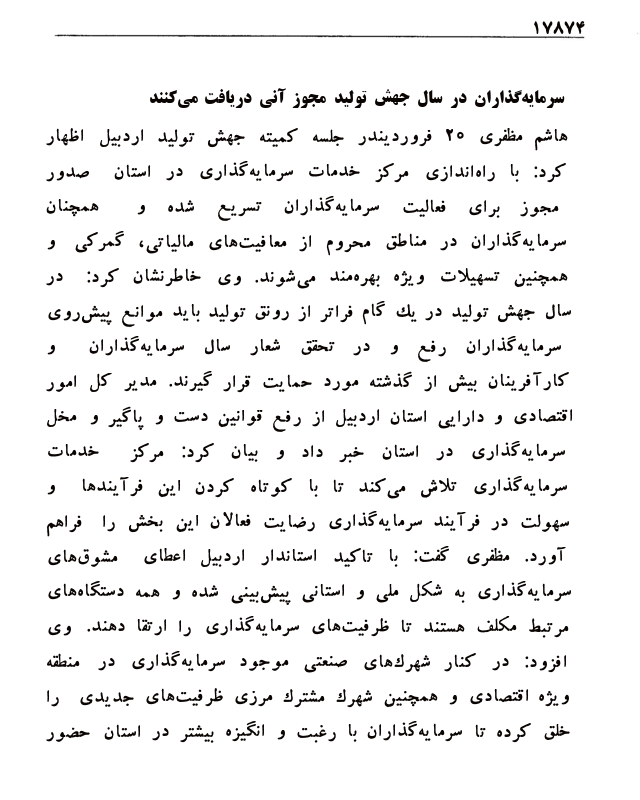 ۱۷۸۷۴
سرمایه‌گذاران در سال جهش تولید مجوز آنی دریافت می‌کنند
هاشم مظفری ۲۰ فروردیندر جلسه کمیته جهش تولید اردبیل اظهار
کرد: با راه‌اندازی مرکز خدمات سرمایه‌گذاری در استان صدور
مجوز برای فعالیت سرمایه‌گذاران تسریع شده و همچنان
سرمایه‌گذاران در مناطق محروم از معافیت‌های مالیاتی، گمرکی و
همچنین تسهیلات ویژه بهره‌مند می‌شوند. وی خاطرنشان کرد: در
سال جهش تولید در یك گام فراتر از رونق تولید باید موانع پیش‌روی
سرمایه‌گذاران رفع و در تحقق شعار سال سرمایه‌گذاران و
کارآفرینان بیش از گذشته مورد حمایت قرار گیرند. مدیر کل امور
اقتصادی و دارایی استان اردبیل از رفع قوانین دست و پاگیر و مخل
سرمایه‌گذاری در استان خبر داد و بیان کرد: مرکز خدمات
سرمایه‌گذاری تلاش می‌کند تا با کوتاه کردن این فرآیندها و
سهولت در فرآیند سرمایه‌گذاری رضایت فعالان این بخش را فراهم
آورد. مظفری گفت: با تاکید استاندار اردبیل اعطای مشوق‌های
سرمایه‌گذاری به شکل ملی و استانی پیش‌بینی شده و همه دستگاه‌های
مرتبط مکلف هستند تا ظرفیت‌های سرمایه‌گذاری را ارتقا دهند. وی
افزود: در کنار شهرك‌های صنعتی موجود سرمایه‌گذاری در منطقه
ویژه اقتصادی و همچنین شهرك مشترك مرزی ظرفیت‌های جدیدی را
خلق کرده تا سرمایه‌گذاران با رغبت و انگیزه بیشتر در استان حضور